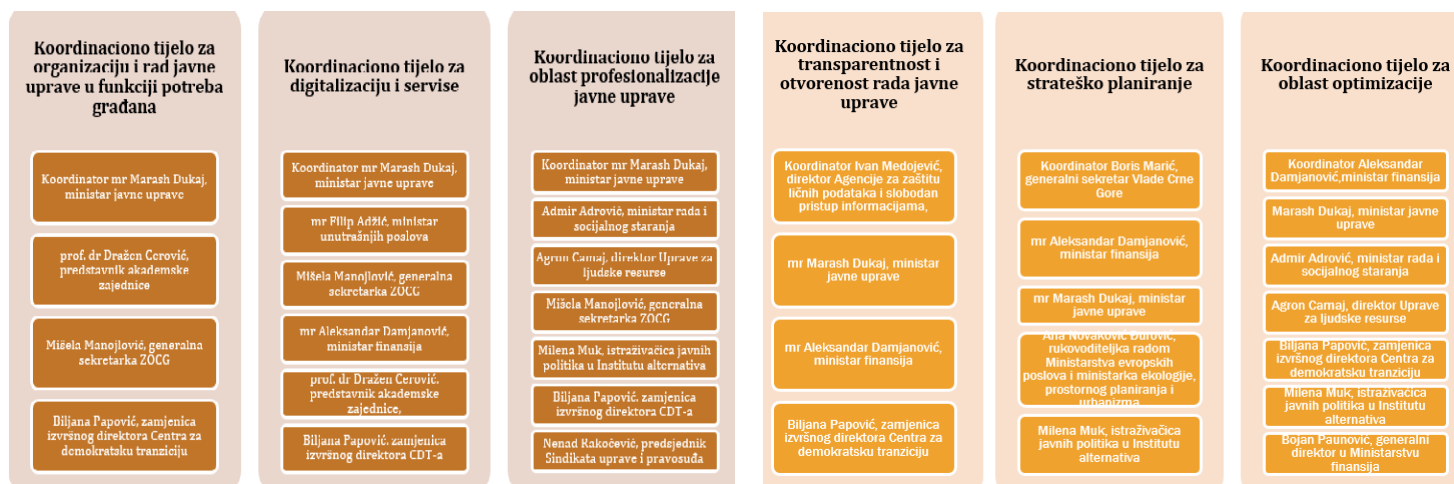 Koordinaciono tijelo za
organizaciju i rad javne
uprave u funkciji potreba
građana
Koordinator mr Marash Dukaj,
ministar javne uprave
prof. dr Dražen Cerović,
predstavnik akademske
zajednice
Mišela Manojlović, generalna
sekretarka ZOCG
Biljana Papović, zamjenica
izvršnog direktora Centra za
demokratsku tranziciju
Koordinaciono tijelo za
digitalizaciju i servise
Koordinator mr Marash Dukaj,
ministar javne uprave
mr Filip Adžić, ministar
unutrašnjih poslova
Mišela Manojlović, generalna
sekretarka ZOCG
mr Aleksandar Damjanović,
ministar finansija
prof. dr Dražen Cerović,
predstavnik akademske
zajednice,
Biljana Papović, zamjenica
izvršnog direktora CDT-a
Koordinaciono tijelo za
oblast profesionalizacije
javne uprave
Koordinator mr Marash Dukaj,
ministar javne uprave
Admir Adrović, ministar rada i
socijalnog staranja
Agron Camaj, direktor Uprave za
ljudske resurse
Mišela Manojlović, generalna
sekretarka ZOCG
Milena Muk, istraživačica javnih
politika u Institutu alternativa
Biljana Papović, zamjenica
izvršnog direktora CDT-a
Nenad Rakočević, predsjednik
Sindikata uprave i pravosuđa
Koordinaciono tijelo za
transparentnost i
otvorenost rada javne
uprave
Koordinator Ivan Medojević,
direktor Agencije za zaštitu
ličnih podataka i slobodan
pristup informacijama,
mr Marash Dukaj, ministar
javne uprave
mr Aleksandar Damjanović,
ministar finansija
Biljana Papović, zamjenica
izvršnog direktora Centra za
demokratsku tranziciju
Koordinaciono tijelo za
strateško planiranje
Koordinator Boris Marić,
generalni sekretar Vlade Crne
Gore
mr Aleksandar Damjanović,
ministar finansija
mr Marash Dukaj, ministar
javne uprave
Ana Novaković Đurović,
rukovoditeljka radom
Ministarstva evropskih
poslova i ministarka ekologije,
prostornog planiranja i
urbanizma
Milena Muk, istraživačica
javnih politika u Institutu
alternativa
Koordinaciono tijelo za
oblast optimizacije
Koordinator Aleksandar
Damjanović,ministar finansija
Marash Dukaj, ministar javne
uprave
Admir Adrović, ministar rada i
socijalnog staranja
Agron Camaj, direktor Uprave
za ljudske resurse
Biljana Papović, zamjenica
izvršnog direktora Centra za
demokratsku tranziciju
Milena Muk, istraživačica
javnih politika u Institutu
alternativa
Bojan Paunović, generalni
direktor u Ministarstvu
finansija